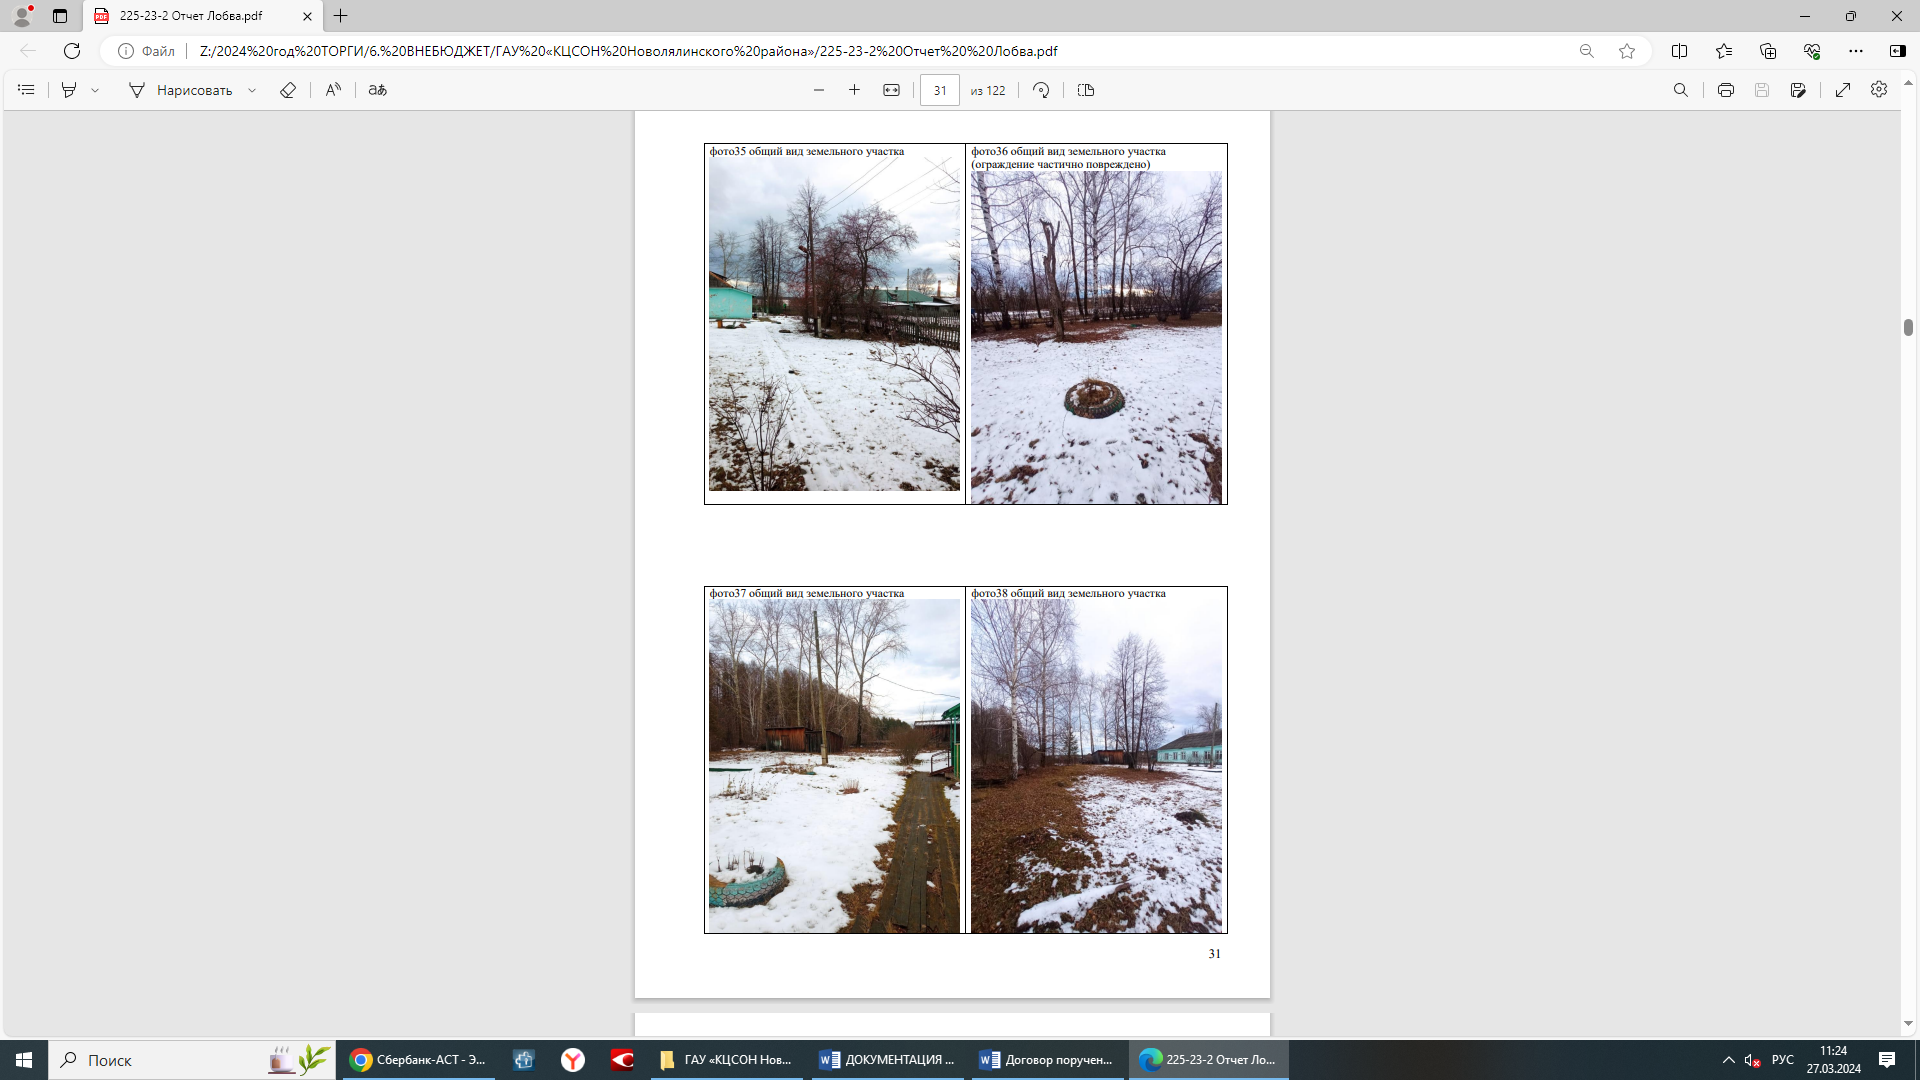 225-23-2 Отчет Лобва.pdf
Файл
Z:/2024%20год%20ТОРГИ/6.%20ВНЕБЮДЖЕТ/ГАУ%20«КЦСОН%20Новолялинского%20района»/225-23-2%20Отчет%20%20Лобва.pdf
Нарисовать
31
из 122
фото35 общий вид земельного участка
фото36 общий вид земельного участка
(ограждение частично повреждено)
фото37 общий вид земельного участка
фото38 общий вид земельного участка
31
Поиск
Сбербанк-АСТ - Э...
ГАУ «КЦСОН Нов...
ДОКУМЕНТАЦИЯ ...
Договор поручен...
225-23-2 Отчет Ло...
РУС
11:24
27.03.2024